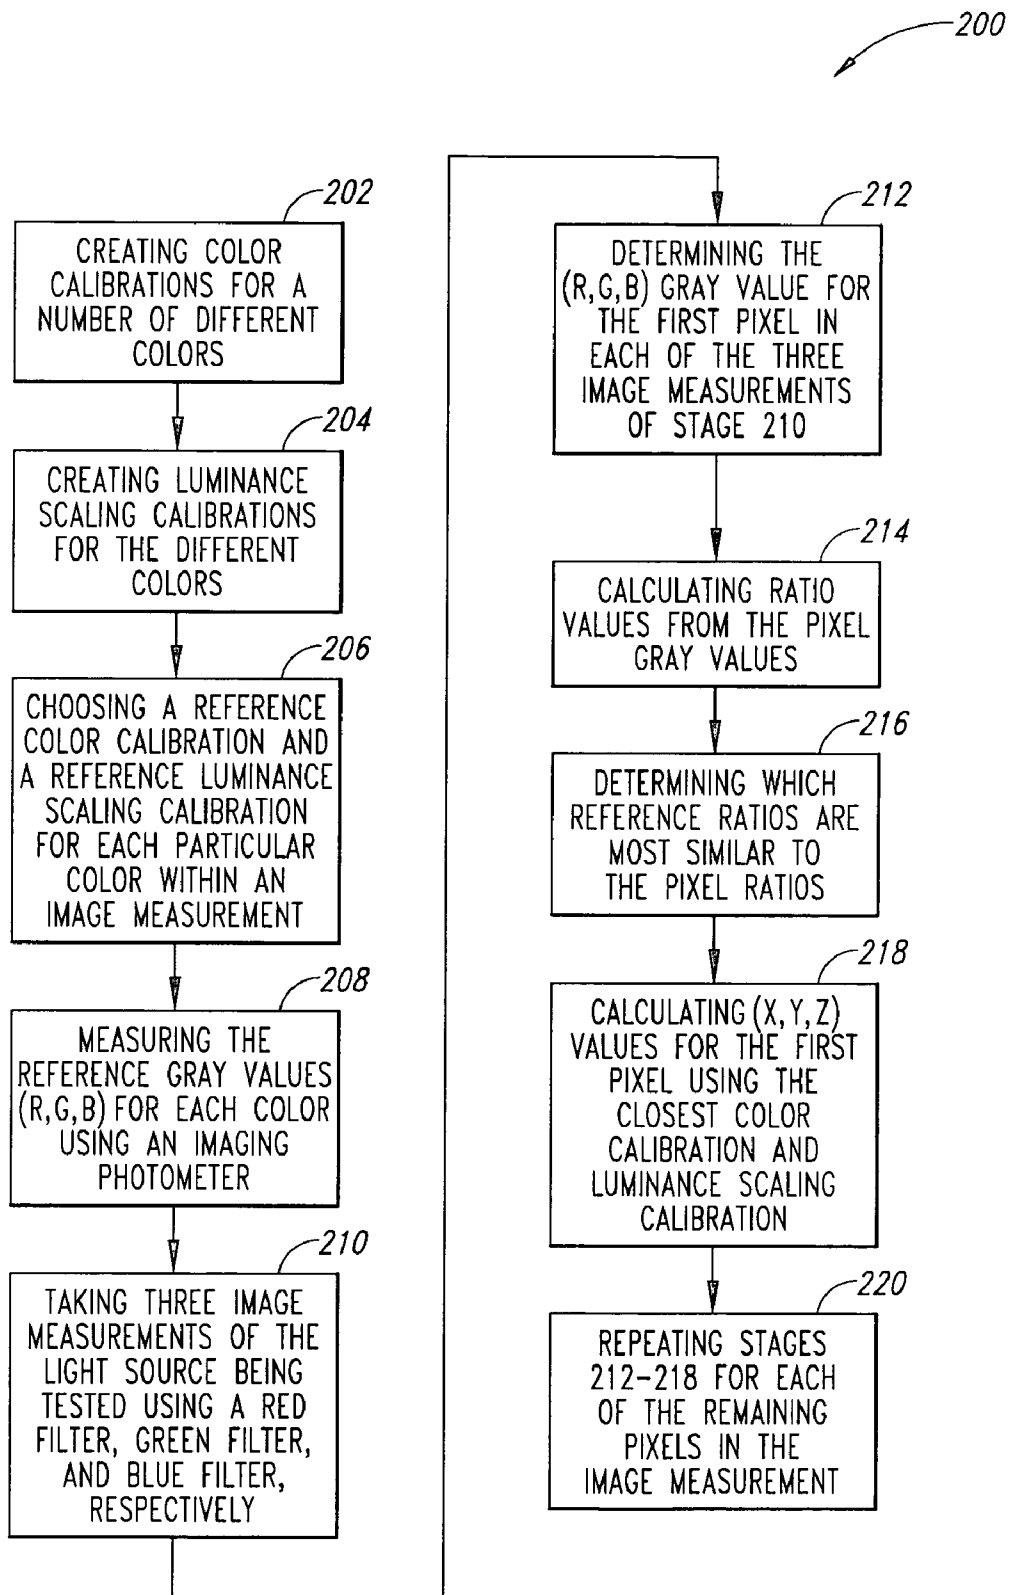 200
202
CREATING COLOR
CALIBRATIONS FOR A
NUMBER OF DIFFERENT
COLORS
204
CREATING LUMINANCE
SCALING CALIBRATIONS
FOR THE DIFFERENT
COLORS
206
CHOOSING A REFERENCE
COLOR CALIBRATION AND
A REFERENCE LUMINANCE
SCALING CALIBRATION
FOR EACH PARTICULAR
COLOR WITHIN AN
IMAGE MEASUREMENT
208
MEASURING THE
REFERENCE GRAY VALUES
(R,G,B) FOR EACH COLOR
USING AN IMAGING
PHOTOMETER
210
TAKING THREE IMAGE
MEASUREMENTS OF THE
LIGHT SOURCE BEING
TESTED USING A RED
FILTER, GREEN FILTER,
AND BLUE FILTER,
RESPECTIVELY
212
DETERMINING THE
(R,G,B) GRAY VALUE FOR
THE FIRST PIXEL IN
EACH OF THE THREE
IMAGE MEASUREMENTS
OF STAGE 210
214
CALCULATING RATIO
VALUES FROM THE PIXEL
GRAY VALUES
216
DETERMINING WHICH
REFERENCE RATIOS ARE
MOST SIMILAR TO
THE PIXEL RATIOS
218
CALCULATING (X,Y,Z)
VALUES FOR THE FIRST
PIXEL USING THE
CLOSEST COLOR
CALIBRATION AND
LUMINANCE SCALING
CALIBRATION
220
REPEATING STAGES
212-218 FOR EACH
OF THE REMAINING
PIXELS IN THE
IMAGE MEASUREMENT